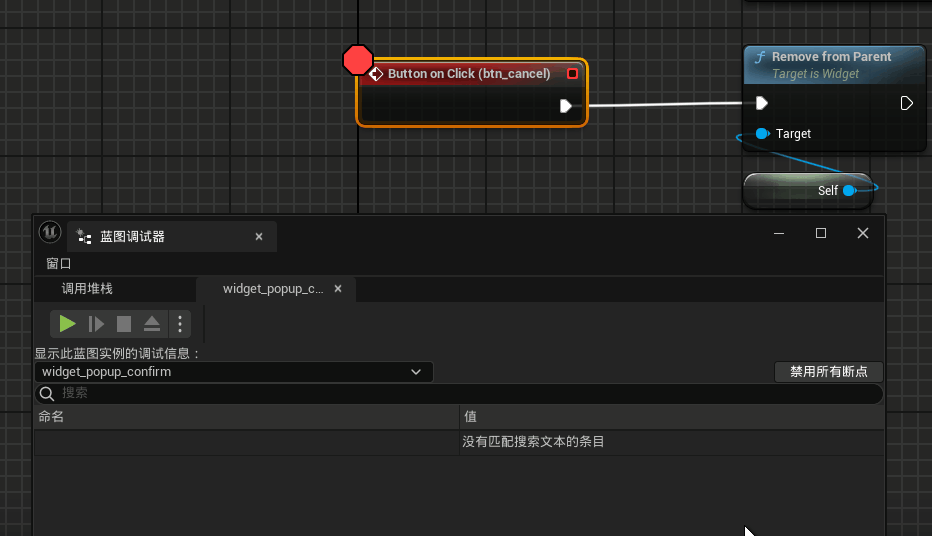 Button on Click (btn_cancel)
Remove from Parent
Target is Widget
Target
Self
蓝图调试器
窗口
调用堆栈
widget_popup_c...
显示此蓝图实例的调试信息：
widget_popup_confirm
禁用所有断点
搜索
命名
值
没有匹配搜索文本的条目